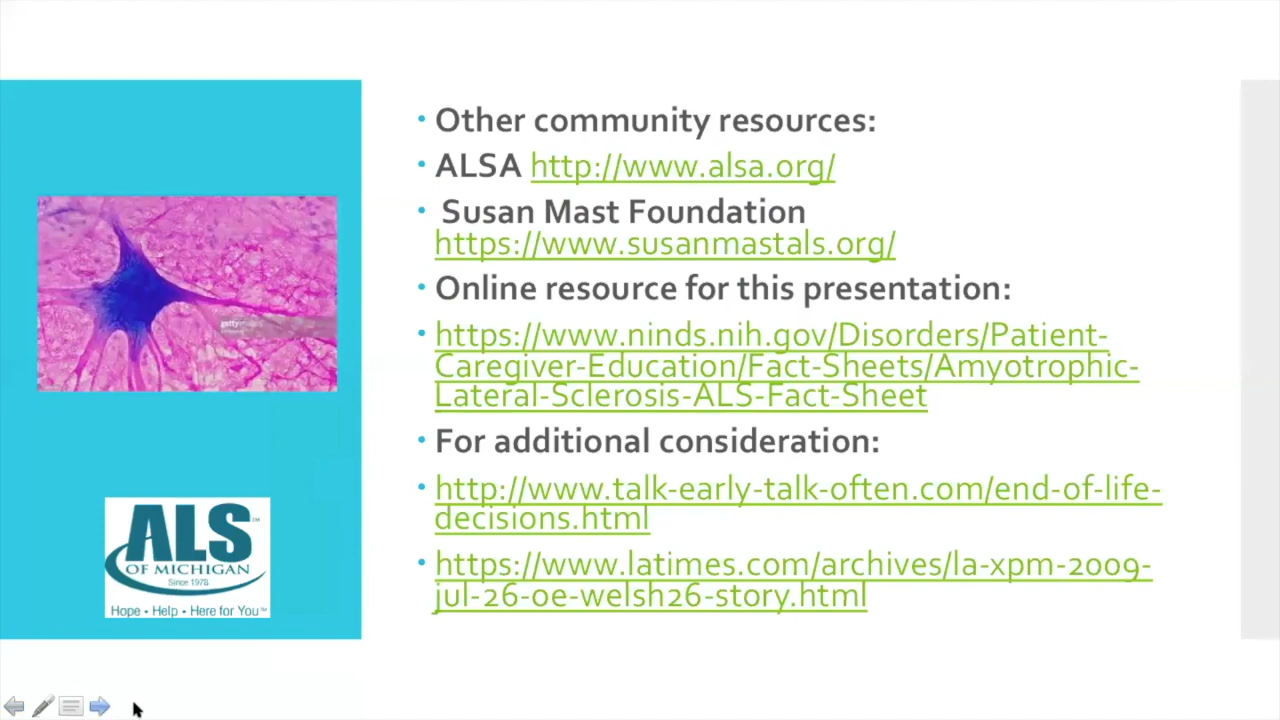 Other community resources:
ALSA http://www.alsa.org/
Susan Mast Foundation
https://www.susanmastals.org/
Online resource for this presentation:
https://www.ninds.nih.gov/Disorders/Patient-
Caregiver-Education/Fact-Sheets/Amyotrophic-
Lateral-Sclerosis-ALS-Fact-Sheet
For additional consideration:
http://www.talk-early-talk-often.com/end-of-life-
decisions.html
https://www.latimes.com/archives/la-xpm-2009-
jul-26-oe-welsh26-story.html
gettyimages
ALS™
OF MICHIGAN
Since 1978
Hope • Help • Here for You™